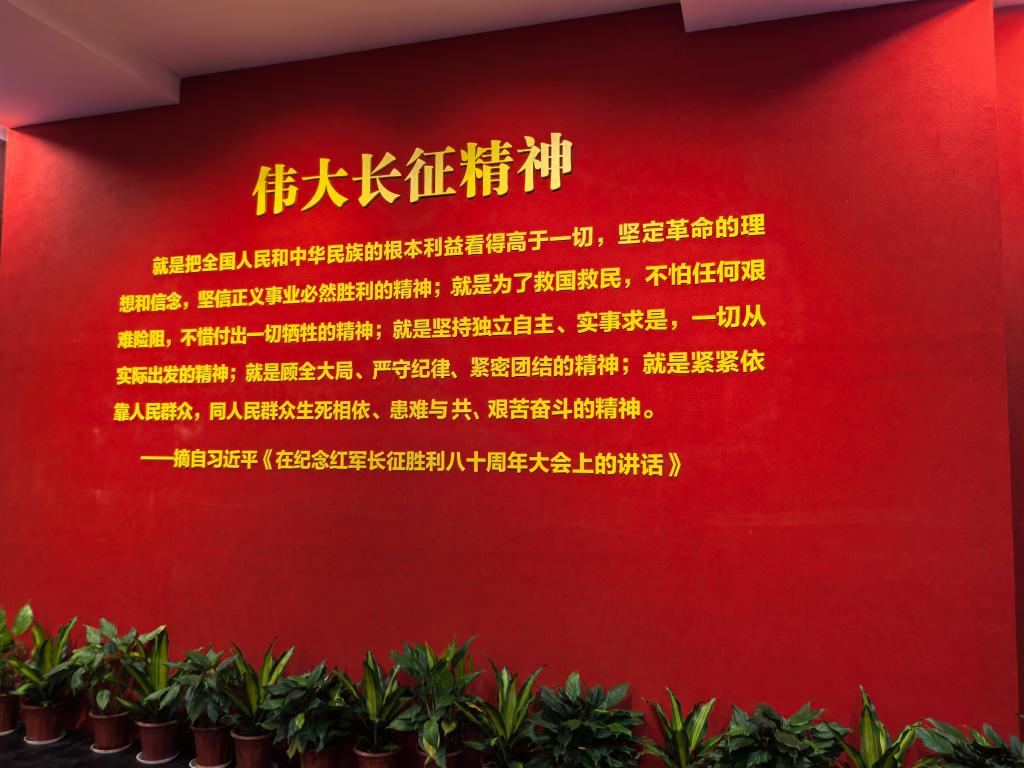 伟大长征精神
就是把全国人民和中华民族的根本利益看得高于一切，坚定革命的理
想和信念，坚信正义事业必然胜利的精神；就是为了救国救民，不怕任何艰
难险阻，不惜付出一切牺牲的精神；就是坚持独立自主、实事求是，一切从
实际出发的精神；就是顾全大局、严守纪律、紧密团结的精神；就是紧紧依
靠人民群众，同人民群众生死相依、患难与共、艰苦奋斗的精神。
——摘自习近平《在纪念红军长征胜利八十周年大会上的讲话》